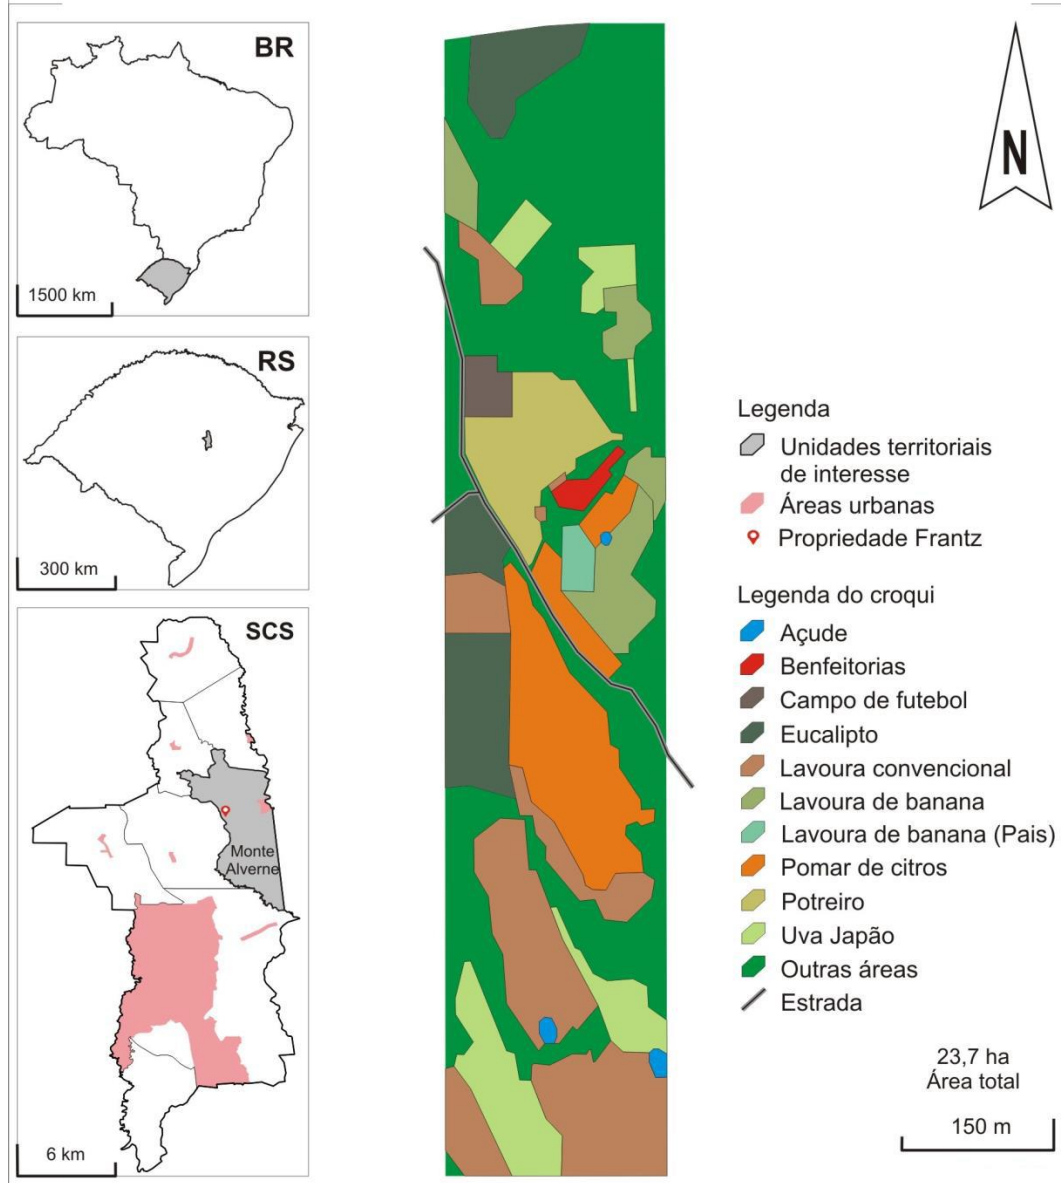 BR
1500 km
RS
300 km
SCS
Monte
Alverne
6 km
N
Legenda
Unidades territoriais
de interesse
Áreas urbanas
Propriedade Frantz
Legenda do croqui
Açude
Benfeitorias
Campo de futebol
Eucalipto
Lavoura convencional
Lavoura de banana
Lavoura de banana (Pais)
Pomar de citros
Potreiro
Uva Japão
Outras áreas
Estrada
23,7 ha
Área total
150 m